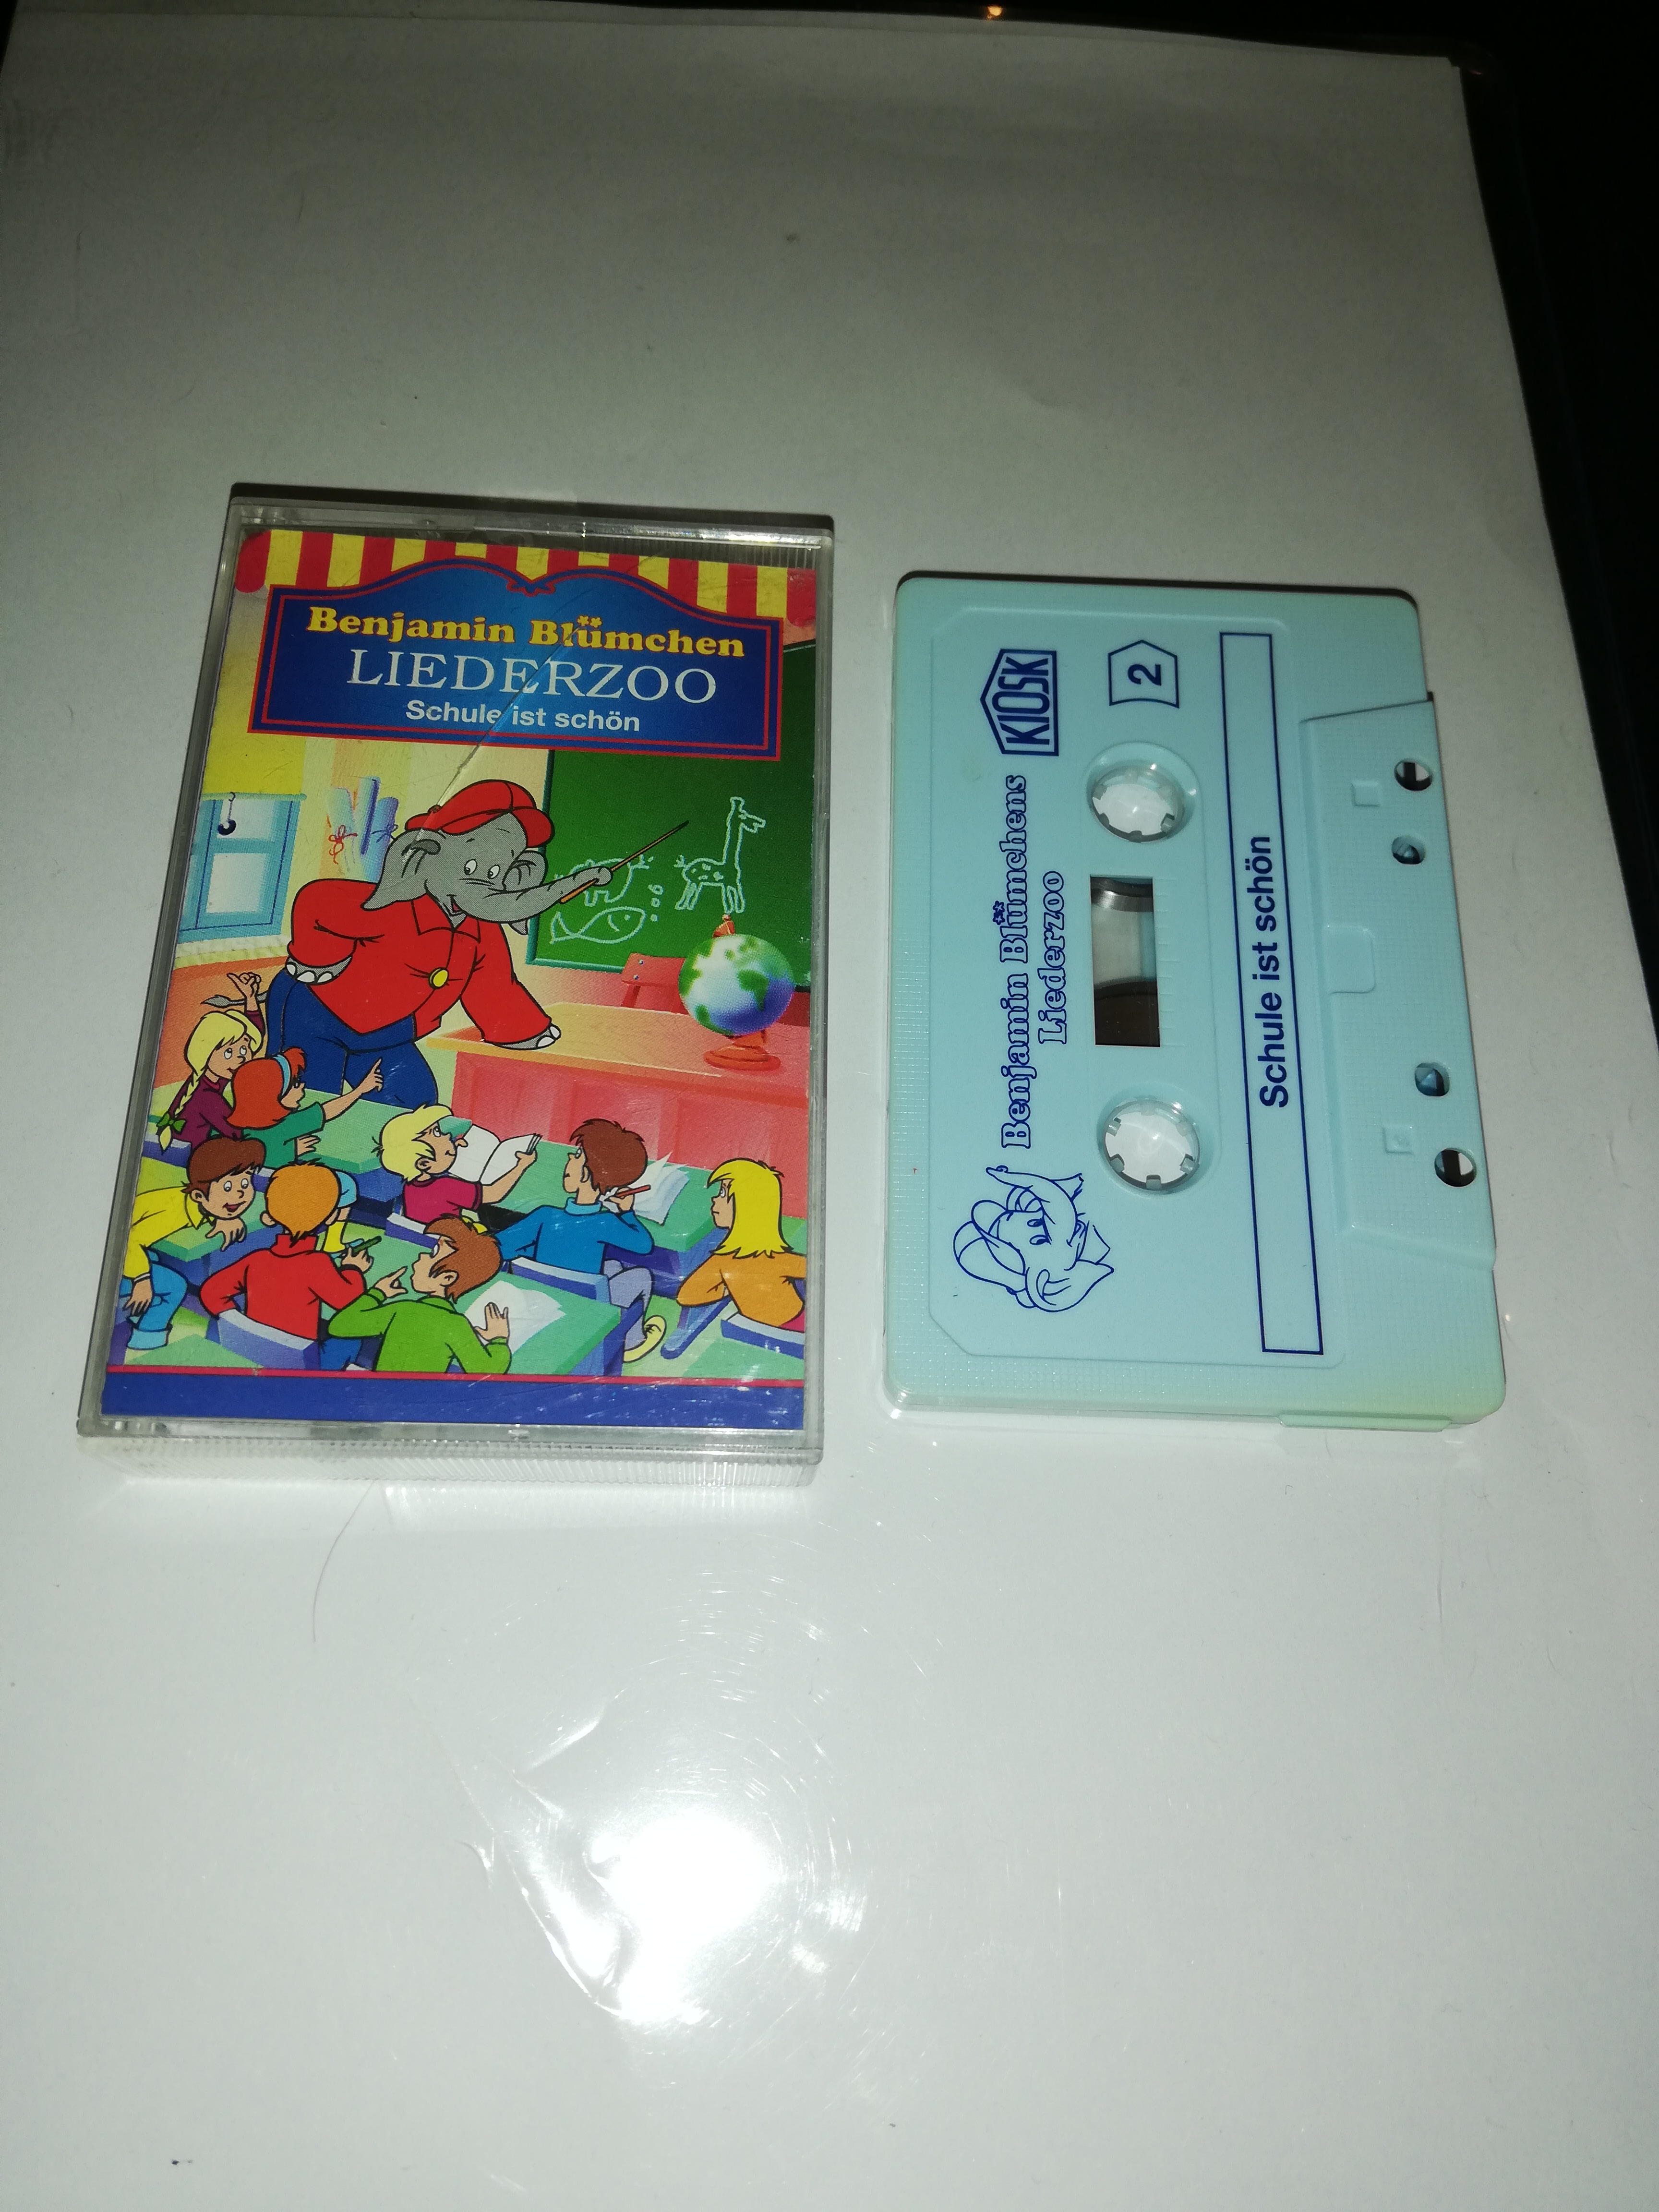 Benjamin Blümchen
LIEDERZOO
Schule ist schön
KIOSK
2
Benjamin Blümchens
Liederzoo
Schule ist schön